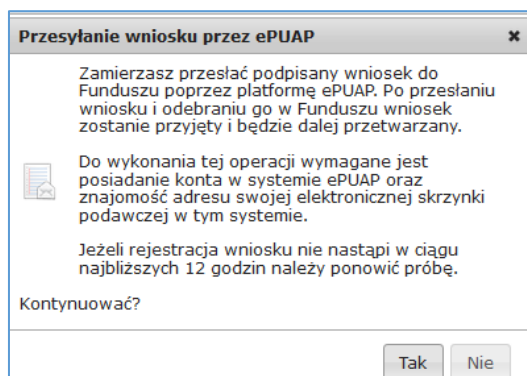 Przesyłanie wniosku przez ePUAP
Zamierzasz przesłać podpisany wniosek do
Funduszu poprzez platformę ePUAP. Po przesłaniu
wniosku i odebraniu go w Funduszu wniosek
zostanie przyjęty i będzie dalej przetwarzany.
Do wykonania tej operacji wymagane jest
posiadanie konta w systemie ePUAP oraz
znajomość adresu swojej elektronicznej skrzynki
podawczej w tym systemie.
Jeżeli rejestracja wniosku nie nastąpi w ciągu
najbliższych 12 godzin należy ponowić próbę.
Kontynuować?
Tak Nie